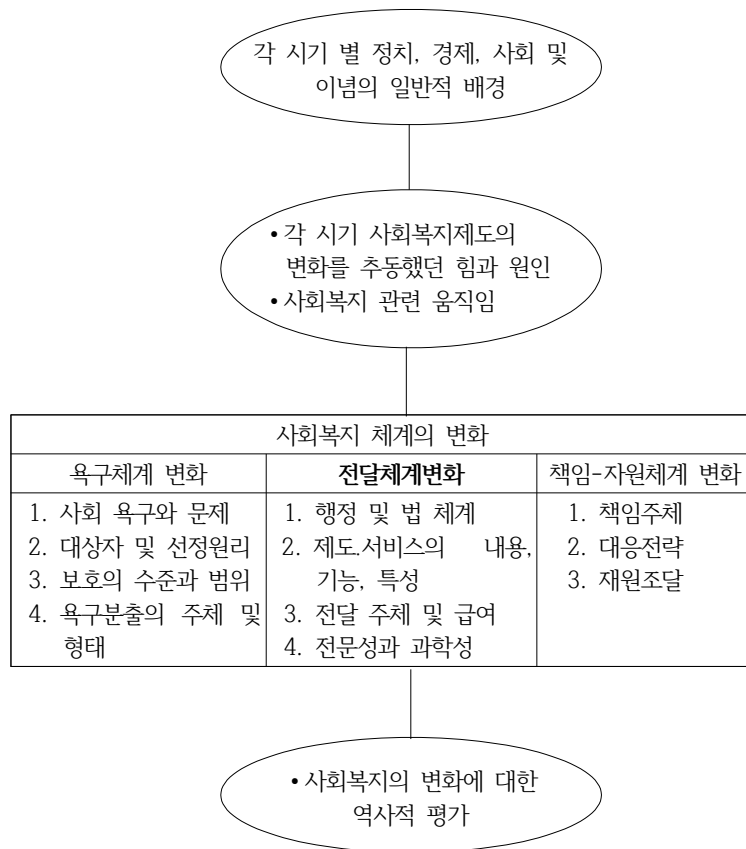 각 시기 별 정치, 경제, 사회 및
이념의 일반적 배경
•각 시기 사회복지제도의
변화를 추동했던 힘과 원인
•사회복지 관련 움직임
사회복지 체계의 변화
욕구체계 변화
전달체계변화
책임-자원체계 변화
1. 사회 욕구와 문제
2. 대상자 및 선정원리
3. 보호의 수준과 범위
4. 욕구분출의 주체 및
형태
1. 행정 및 법 체계
2. 제도.서비스의 내용,
기능, 특성
3. 전달 주체 및 급여
4. 전문성과 과학성
1. 책임주체
2. 대응전략
3. 재원조달
•사회복지의 변화에 대한
역사적 평가